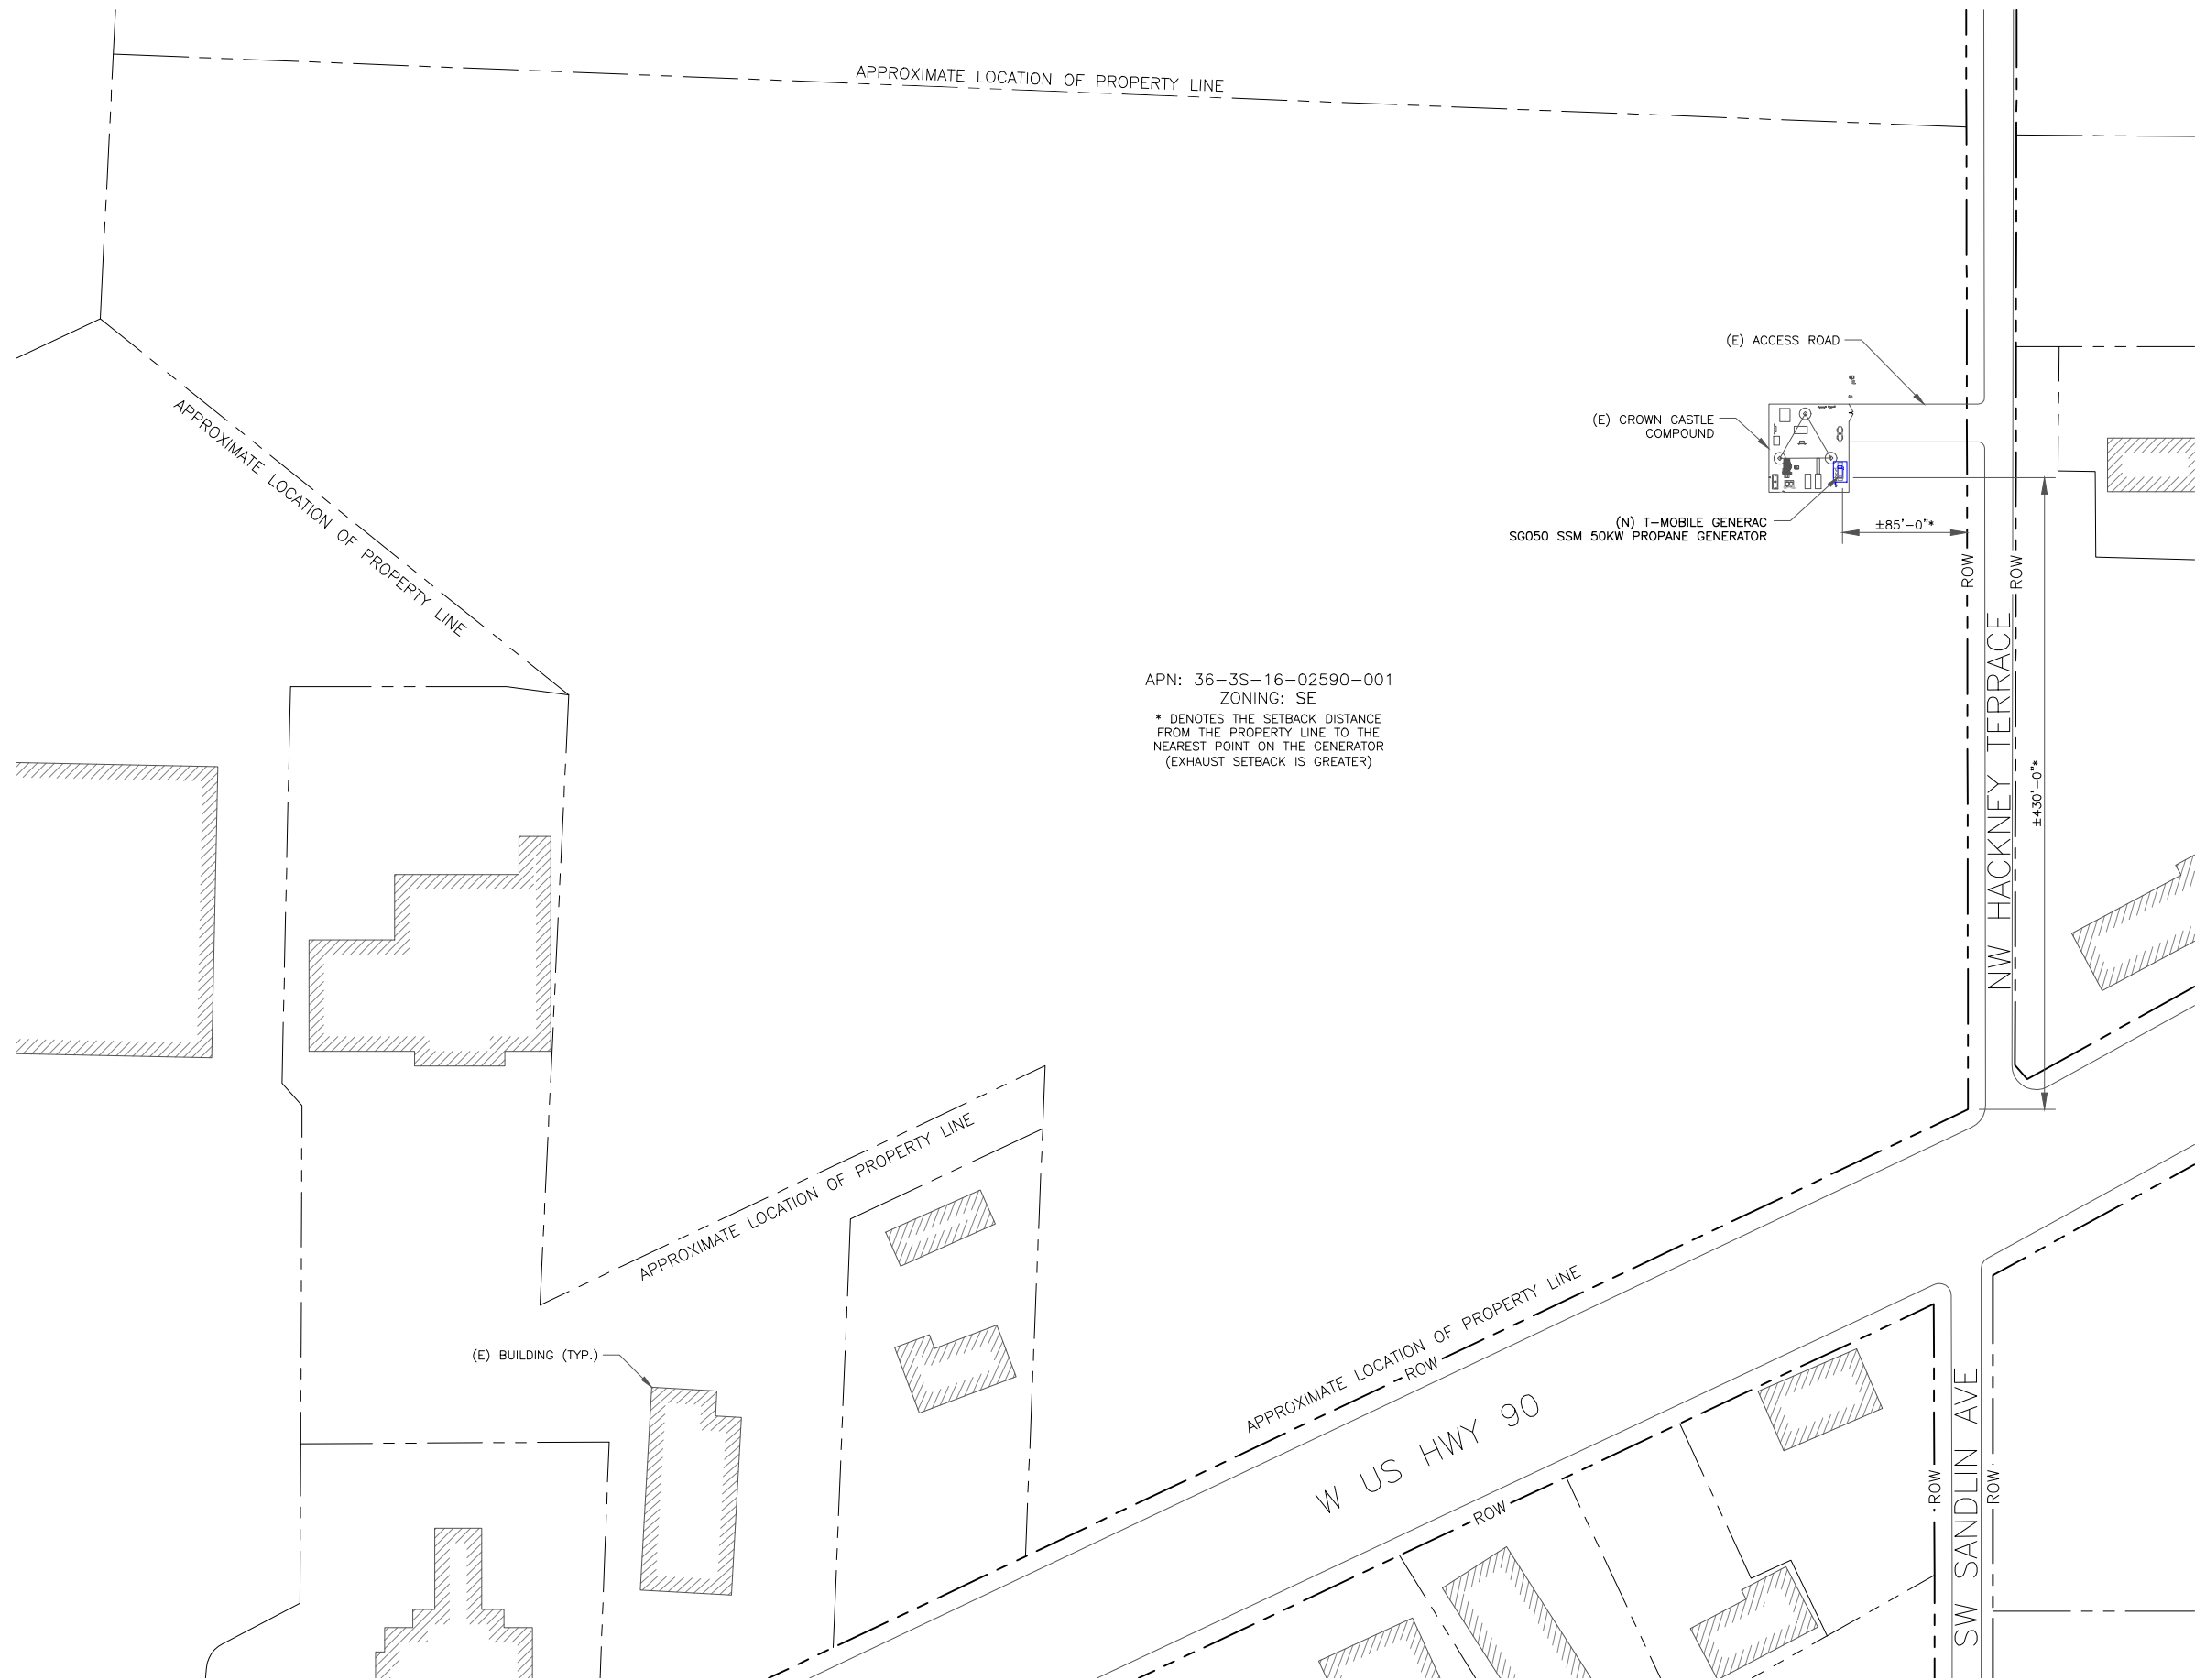 APPROXIMATE LOCATION OF PROPERTY LINE
(E) ACCESS ROAD
(E) CROWN CASTLE
COMPOUND
APPROXIMATE LOCATION OF PROPERTY LINE
(N) T-MOBILE GENERAC
SG050 SSM 50KW PROPANE GENERATOR
±85'-0"*
ROW
ROW
NW HACKNEY TERRACE
±430'-0"*
APN: 36-3S-16-02590-001
ZONING: SE
* DENOTES THE SETBACK DISTANCE
FROM THE PROPERTY LINE TO THE
NEAREST POINT ON THE GENERATOR
(EXHAUST SETBACK IS GREATER)
APPROXIMATE LOCATION OF PROPERTY LINE
APPROXIMATE LOCATION OF PROPERTY LINE
ROW
(E) BUILDING (TYP.)
W US HWY 90
ROW
ROW
SW SANDLIN AVE
ROW